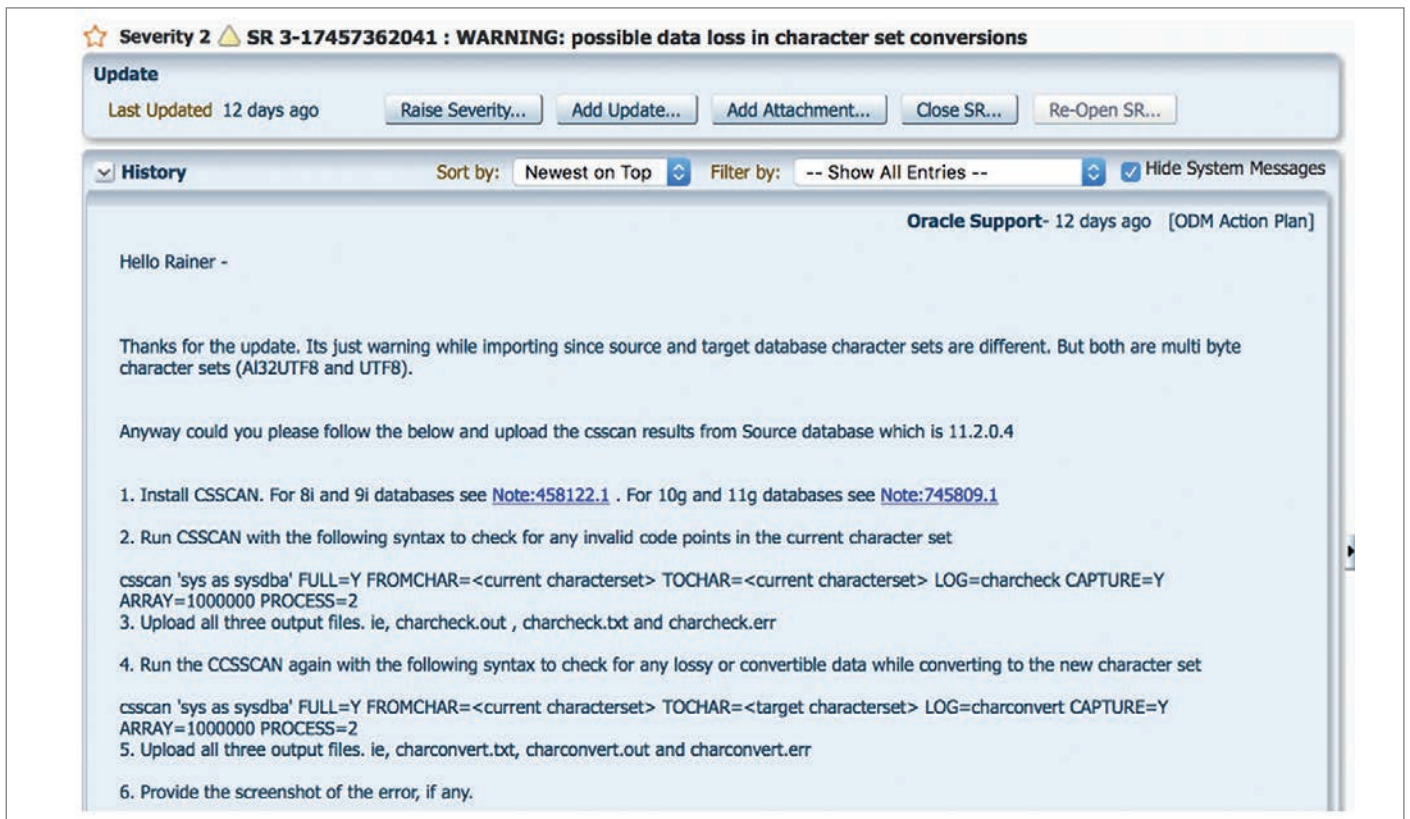 Severity 2 SR 3-17457362041 : WARNING: possible data loss in character set conversions
Update
Last Updated 12 days ago Raise Severity... Add Update... Add Attachment... Close SR... Re-Open SR...
History Sort by: Newest on Top Filter by: -- Show All Entries -- Hide System Messages
Oracle Support- 12 days ago [ODM Action Plan]
Hello Rainer -
Thanks for the update. Its just warning while importing since source and target database character sets are different. But both are multi byte
character sets (Al32UTF8 and UTF8).
Anyway could you please follow the below and upload the csscan results from Source database which is 11.2.0.4
1. Install CSSCAN. For 8i and 9i databases see Note:458122.1 . For 10g and 11g databases see Note:745809.1
2. Run CSSCAN with the following syntax to check for any invalid code points in the current character set
csscan 'sys as sysdba' FULL=Y FROMCHAR=<current characterset> TOCHAR=<current characterset> LOG=charcheck CAPTURE=Y
ARRAY=1000000 PROCESS=2
3. Upload all three output files. ie, charcheck.out , charcheck.txt and charcheck.err
4. Run the CCSSCAN again with the following syntax to check for any lossy or convertible data while converting to the new character set
csscan 'sys as sysdba' FULL=Y FROMCHAR=<current characterset> TOCHAR=<target characterset> LOG=charconvert CAPTURE=Y
ARRAY=1000000 PROCESS=2
5. Upload all three output files. ie, charconvert.txt, charconvert.out and charconvert.err
6. Provide the screenshot of the error, if any.